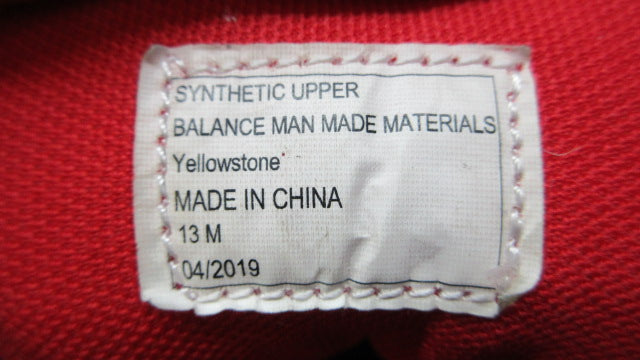 SYNTHETIC UPPER
BALANCE MAN MADE MATERIALS
Yellowstone
MADE IN CHINA
13 M
04/2019